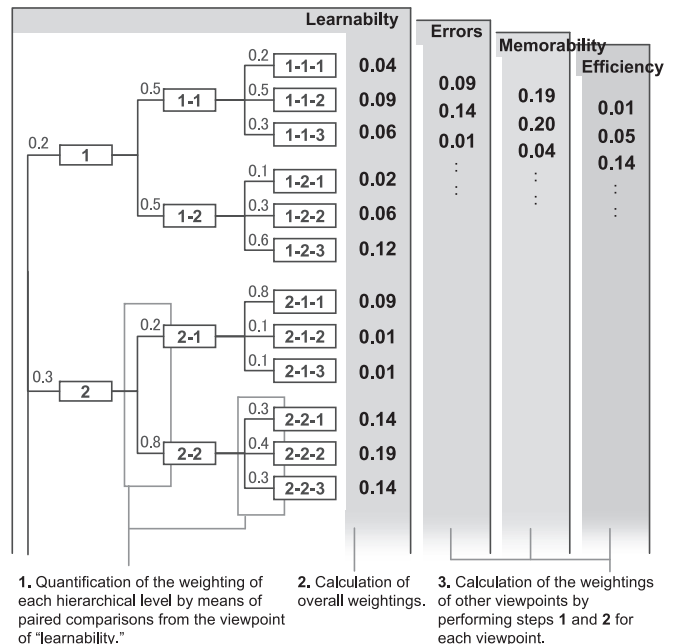 Learnabilty
Errors
Memorability
Efficiency
0.2 1-1-1 0.04
0.5 1-1 0.5 1-1-2 0.09
0.3 1-1-3 0.06
0.2 1
0.1 1-2-1 0.02
0.5 1-2 0.3 1-2-2 0.06
0.6 1-2-3 0.12
0.8 2-1-1 0.09
0.2 2-1 0.1 2-1-2 0.01
0.1 2-1-3 0.01
0.3 2
0.3 2-2-1 0.14
0.8 2-2 0.4 2-2-2 0.19
0.3 2-2-3 0.14
0.09
0.14
0.01
:
:
0.19
0.20
0.04
:
:
0.01
0.05
0.14
:
:
1. Quantification of the weighting of
each hierarchical level by means of
paired comparisons from the viewpoint
of “learnability.”
2. Calculation of
overall weightings.
3. Calculation of the weightings
of other viewpoints by
performing steps 1 and 2 for
each viewpoint.